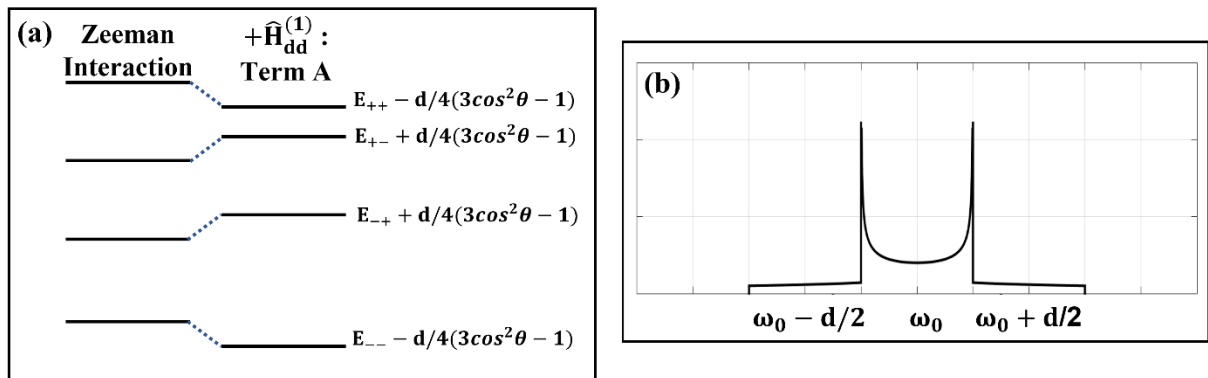 (a) Zeeman Interaction
+Ĥ_dd^(1) : Term A
E₊₊ − d/4(3cos²θ − 1)
E₊₋ + d/4(3cos²θ − 1)
E₋₊ + d/4(3cos²θ − 1)
E₋₋ − d/4(3cos²θ − 1)
(b)
ω₀ − d/2 ω₀ ω₀ + d/2